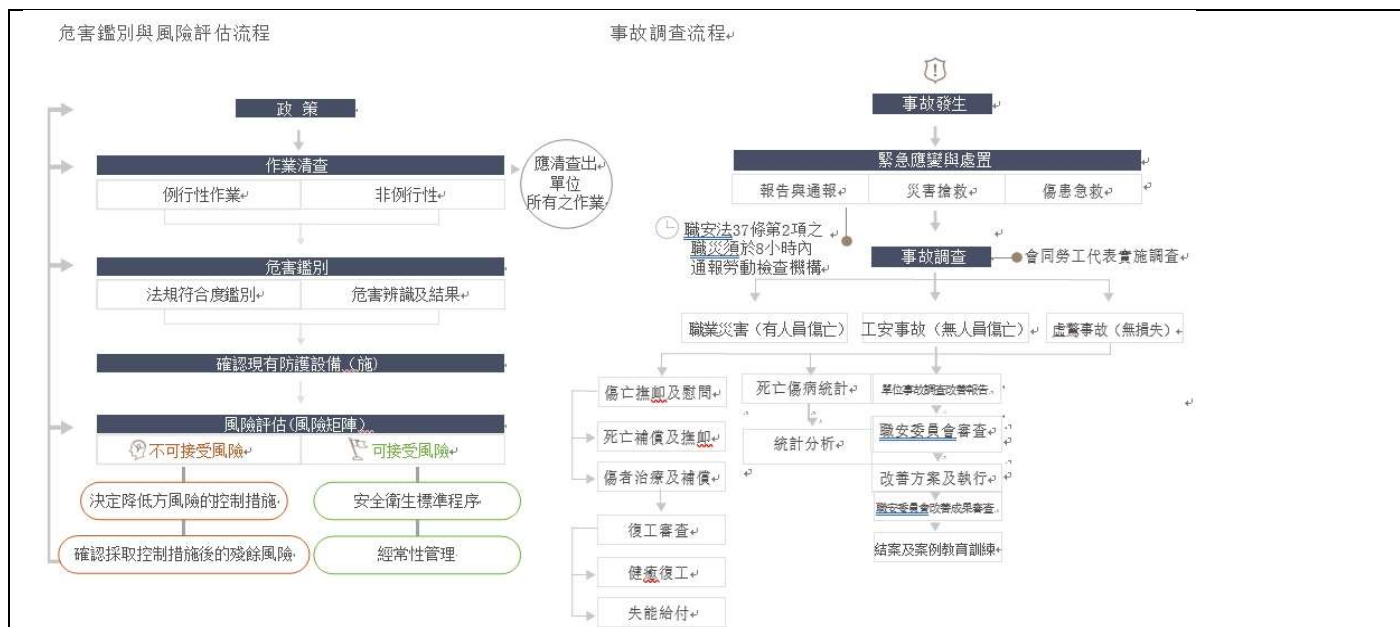 危害鑑別與風險評估流程
政策
作業清查
例行性作業
非例行性
應清查出
單位
所有之作業
危害鑑別
法規符合度鑑別
危害辨識及結果
確認現有防護設備(施)
風險評估(風險矩陣)
不可接受風險
可接受風險
決定降低方風險的控制措施
安全衛生標準程序
確認採取控制措施後的殘餘風險
經常性管理
事故調查流程
事故發生
緊急應變與處置
報告與通報
災害搶救
傷患急救
職安法37條第2項之
職災須於8小時內
通報勞動檢查機構
事故調查
會同勞工代表實施調查
職業災害(有人員傷亡)
工安事故(無人員傷亡)
虛驚事故(無損失)
傷亡撫卹及慰問
死亡補償及撫卹
傷者治療及補償
復工審查
健癒復工
失能給付
死亡傷病統計
統計分析
單位事故調查改善報告
職安委員會審查
改善方案及執行
職安委員會改善成果審查
結案及案例教育訓練